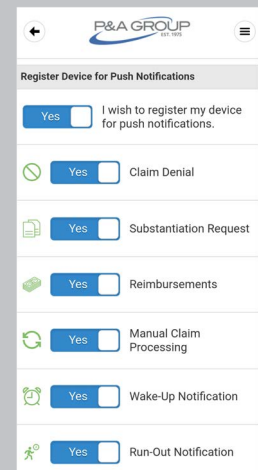 P&A GROUP
EST. 1975
Register Device for Push Notifications
Yes
I wish to register my device
for push notifications.
Yes
Claim Denial
Yes
Substantiation Request
Yes
Reimbursements
Yes
Manual Claim
Processing
Yes
Wake-Up Notification
Yes
Run-Out Notification